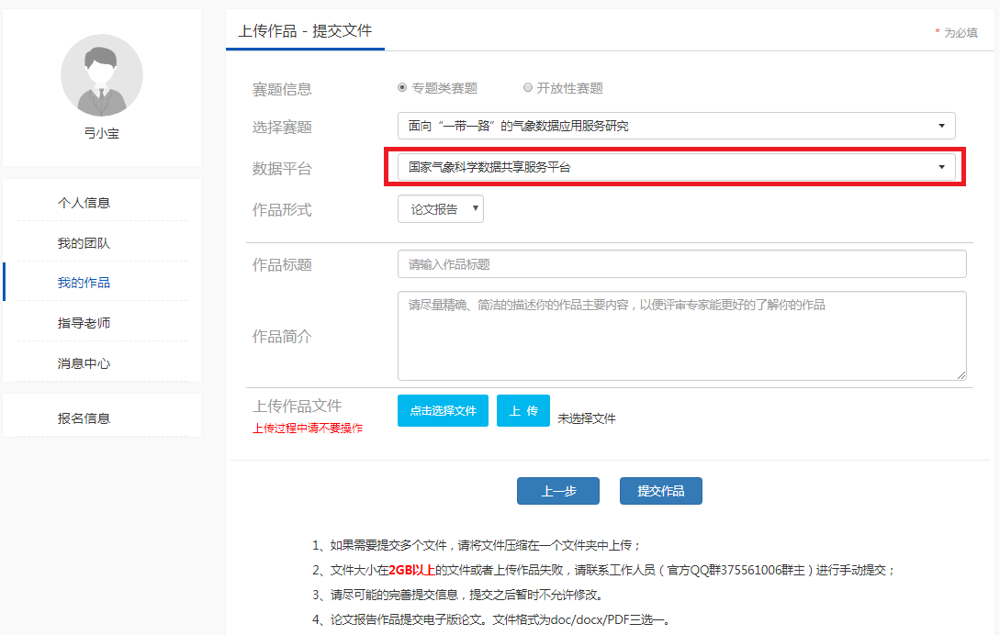 弓小宝
个人信息
我的团队
我的作品
指导老师
消息中心
报名信息
上传作品 - 提交文件
* 为必填
赛题信息 专题类赛题 开放性赛题
选择赛题 面向“一带一路”的气象数据应用服务研究
数据平台 国家气象科学数据共享服务平台
作品形式 论文报告
作品标题 请输入作品标题
作品简介 请尽量精确、简洁的描述你的作品主要内容，以便评审专家能更好的了解你的作品
上传作品文件 点击选择文件 上 传 未选择文件
上传过程中请不要操作
上一步 提交作品
1、如果需要提交多个文件，请将文件压缩在一个文件夹中上传；
2、文件大小在2GB以上的文件或者上传作品失败，请联系工作人员（官方QQ群375561006群主）进行手动提交；
3、请尽可能的完善提交信息，提交之后暂时不允许修改。
4、论文报告作品提交电子版论文。文件格式为doc/docx/PDF三选一。